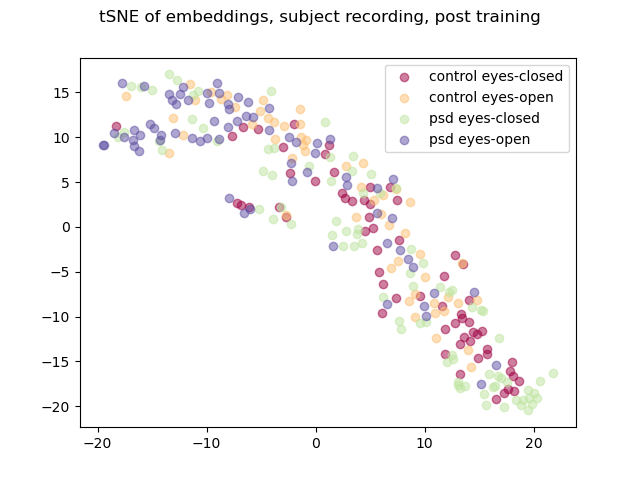 tSNE of embeddings, subject recording, post training
control eyes-closed
control eyes-open
psd eyes-closed
psd eyes-open
15
10
5
0
−5
−10
−15
−20
−20 −10 0 10 20